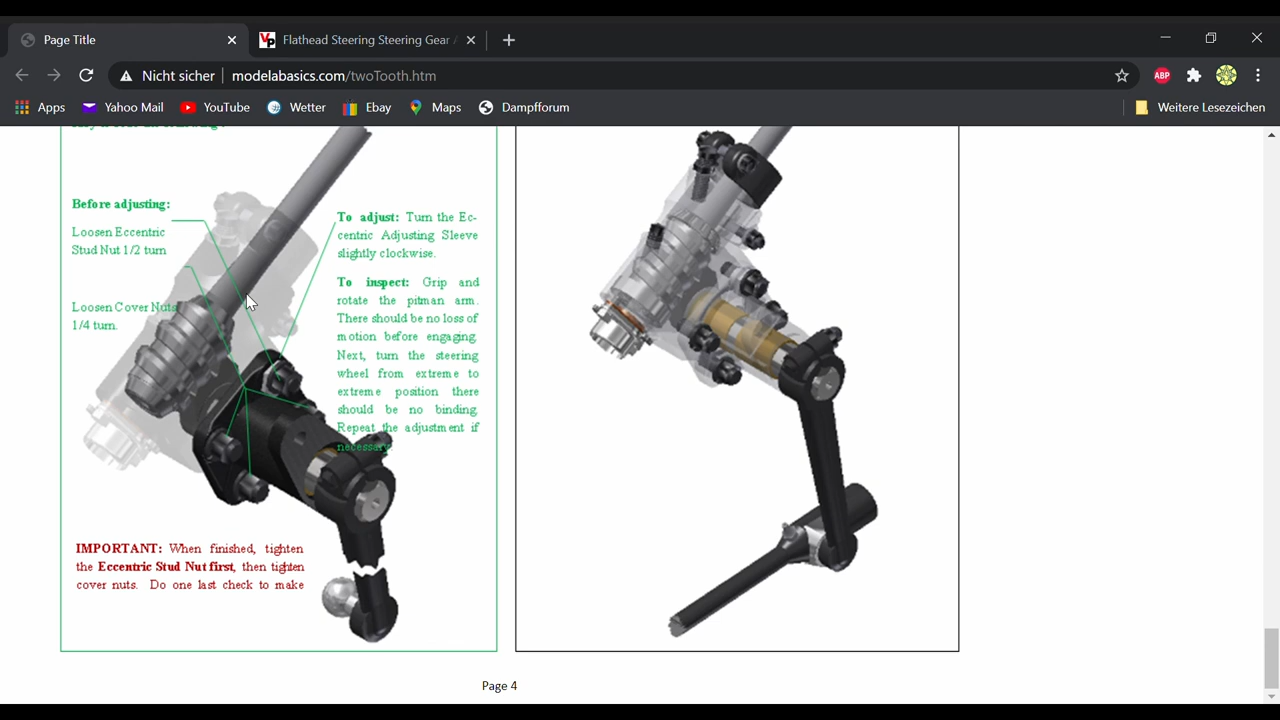 Page Title
Flathead Steering Steering Gear
Nicht sicher modelabasics.com/twoTooth.htm
ABP
Apps Yahoo Mail YouTube Wetter Ebay Maps Dampfforum Weitere Lesezeichen
Before adjusting:
Loosen Eccentric
Stud Nut 1/2 turn
Loosen Cover Nuts
1/4 turn.
To adjust: Turn the Ec-
centric Adjusting Sleeve
slightly clockwise.
To inspect: Grip and
rotate the pitman arm.
There should be no loss of
motion before engaging.
Next, turn the steering
wheel from extreme to
extreme position there
should be no binding.
Repeat the adjustment if
necessary.
IMPORTANT: When finished, tighten
the Eccentric Stud Nut first, then tighten
cover nuts. Do one last check to make
Page 4